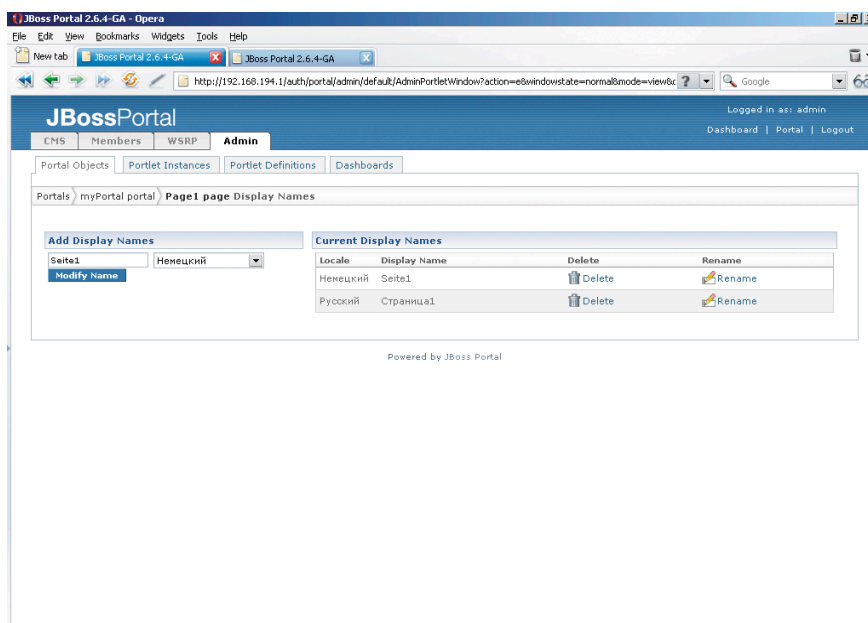 JBoss Portal 2.6.4-GA - Opera
File Edit View Bookmarks Widgets Tools Help
New tab JBoss Portal 2.6.4-GA JBoss Portal 2.6.4-GA
http://192.168.194.1/auth/portal/admin/default/AdminPortletWindow?action=e&windowstate=normal&mode=view&c ? Google
JBossPortal
Logged in as: admin
Dashboard | Portal | Logout
CMS Members WSRP Admin
Portal Objects Portlet Instances Portlet Definitions Dashboards
Portals myPortal portal Page1 page Display Names
Add Display Names
Seite1 Немецкий
Modify Name
Current Display Names
Locale Display Name Delete Rename
Немецкий Seite1 Delete Rename
Русский Страница1 Delete Rename
Powered by JBoss Portal